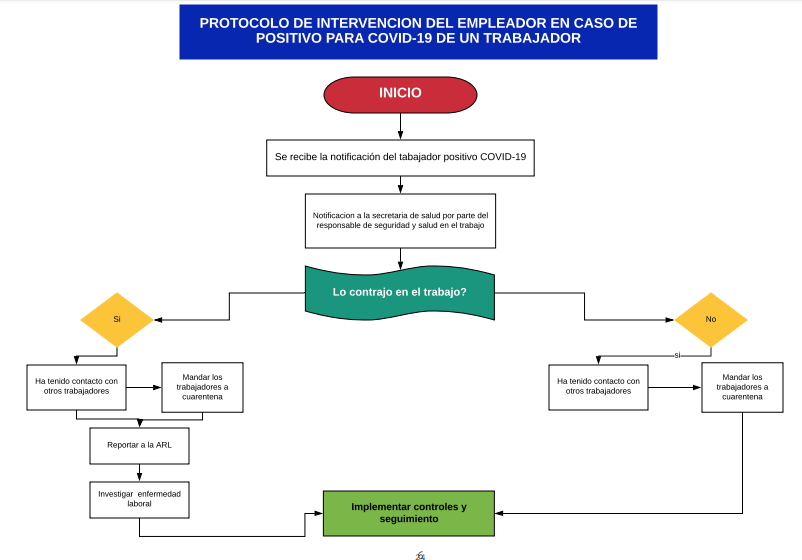 PROTOCOLO DE INTERVENCION DEL EMPLEADOR EN CASO DE
POSITIVO PARA COVID-19 DE UN TRABAJADOR
INICIO
Se recibe la notificación del tabajador positivo COVID-19
Notificacion a la secretaria de salud por parte del
responsable de seguridad y salud en el trabajo
Lo contrajo en el trabajo?
Si
No
si
Ha tenido contacto con
otros trabajadores
Mandar los
trabajadores a
cuarentena
Ha tenido contacto con
otros trabajadores
Mandar los
trabajadores a
cuarentena
Reportar a la ARL
Investigar enfermedad
laboral
Implementar controles y
seguimiento